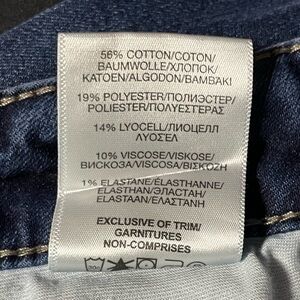 56% COTTON/COTON/
BAUMWOLLE/ХЛОПОК/
KATOEN/ALGODON/ΒΑΜΒΑΚΙ
19% POLYESTER/ПОЛИЭСТЕР/
POLIESTER/ΠΟΛΥΕΣΤΕΡΑΣ
14% LYOCELL/ЛИОЦЕЛЛ
ΛΥΟΣΕΛ
10% VISCOSE/VISKOSE/
ВИСКОЗА/VISCOSA/ΒΙΣΚΟΖΗ
1% ELASTANE/ELASTHANNE/
ELASTHAN/ЭЛАСТАН/
ELASTAAN/ΕΛΑΣΤΑΝΗ
EXCLUSIVE OF TRIM/
GARNITURES
NON-COMPRISES